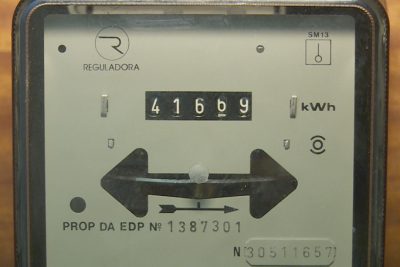 R
SM13
REGULADORA
41669 kWh
PROP DA EDP Nº 1387301
N 30511657